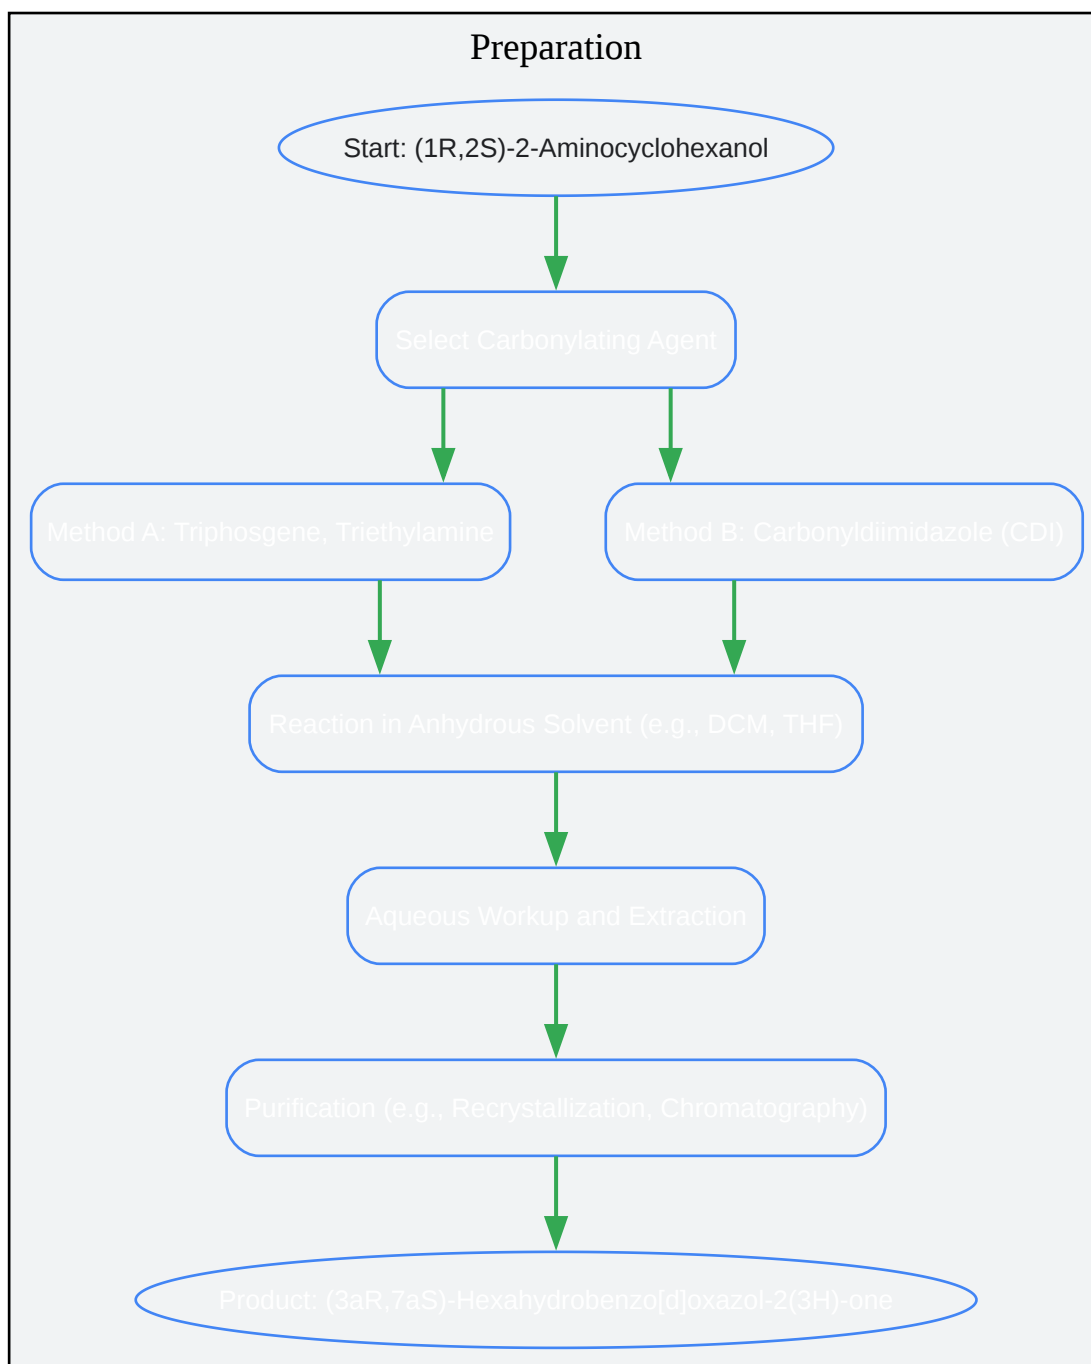 Preparation
Start: (1R,2S)-2-Aminocyclohexanol
Select Carbonylating Agent
Method A: Triphosgene, Triethylamine
Method B: Carbonyldiimidazole (CDI)
Reaction in Anhydrous Solvent (e.g., DCM, THF)
Aqueous Workup and Extraction
Purification (e.g., Recrystallization, Chromatography)
Product: (3aR,7aS)-Hexahydrobenzo[d]oxazol-2(3H)-one